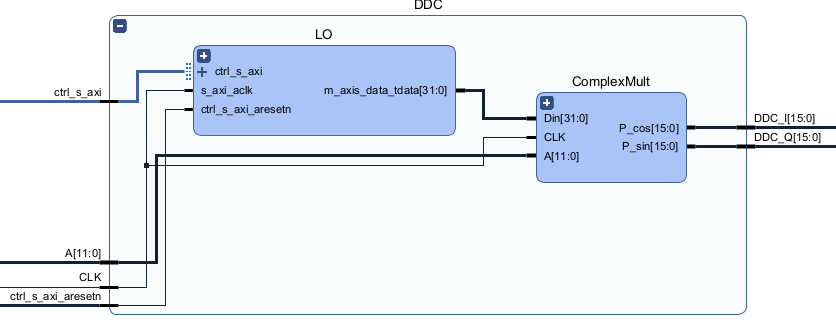 DDC
LO
ctrl_s_axi
s_axi_aclk
ctrl_s_axi_aresetn
m_axis_data_tdata[31:0]
ComplexMult
Din[31:0]
CLK
A[11:0]
P_cos[15:0]
P_sin[15:0]
DDC_I[15:0]
DDC_Q[15:0]
ctrl_s_axi
A[11:0]
CLK
ctrl_s_axi_aresetn